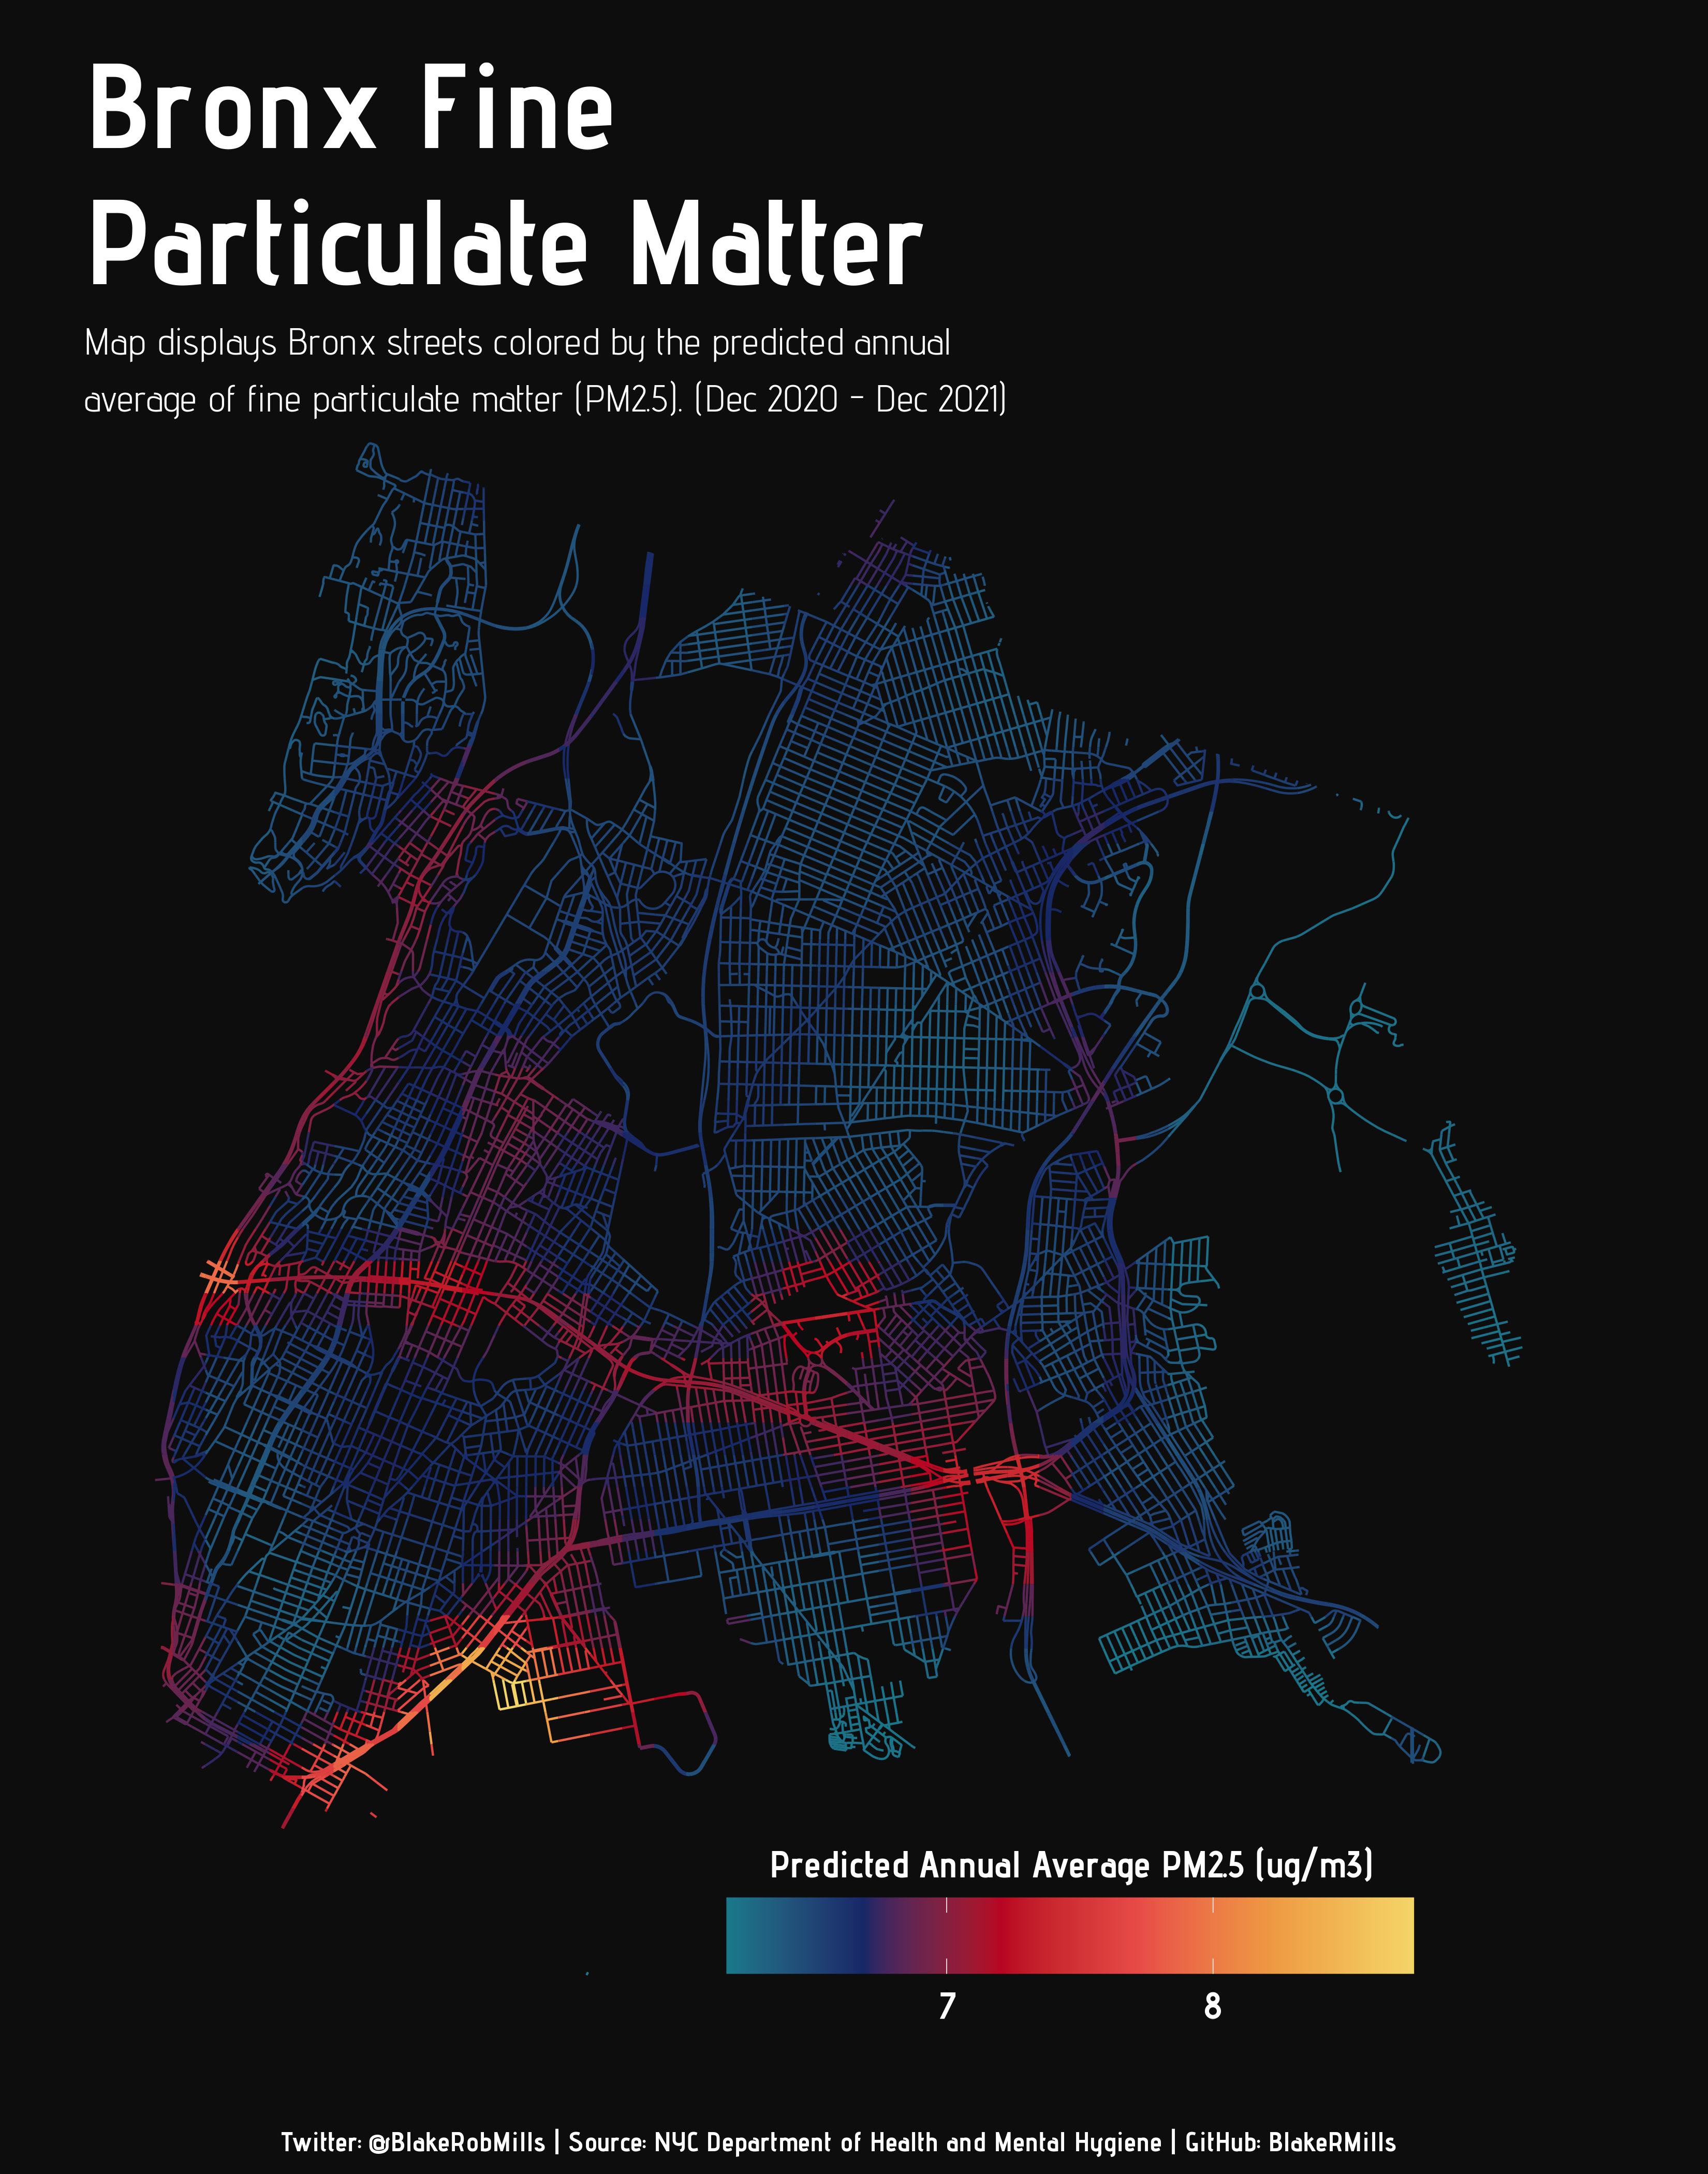 Bronx Fine
Particulate Matter
Map displays Bronx streets colored by the predicted annual
average of fine particulate matter (PM2.5). (Dec 2020 - Dec 2021)
Predicted Annual Average PM2.5 (ug/m3)
7 8
Twitter: @BlakeRobMills | Source: NYC Department of Health and Mental Hygiene | GitHub: BlakeRMills